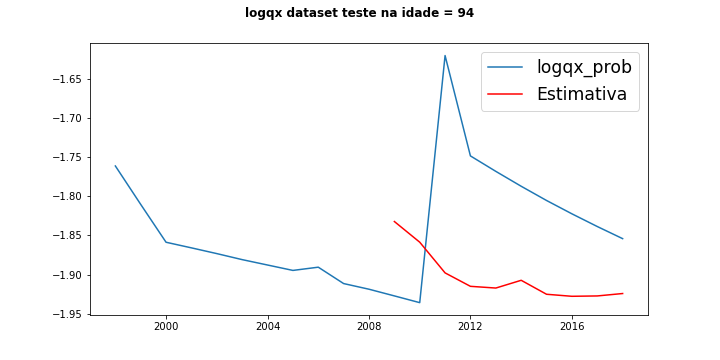 logqx dataset teste na idade = 94
logqx_prob
Estimativa
−1.65
−1.70
−1.75
−1.80
−1.85
−1.90
−1.95
2000 2004 2008 2012 2016